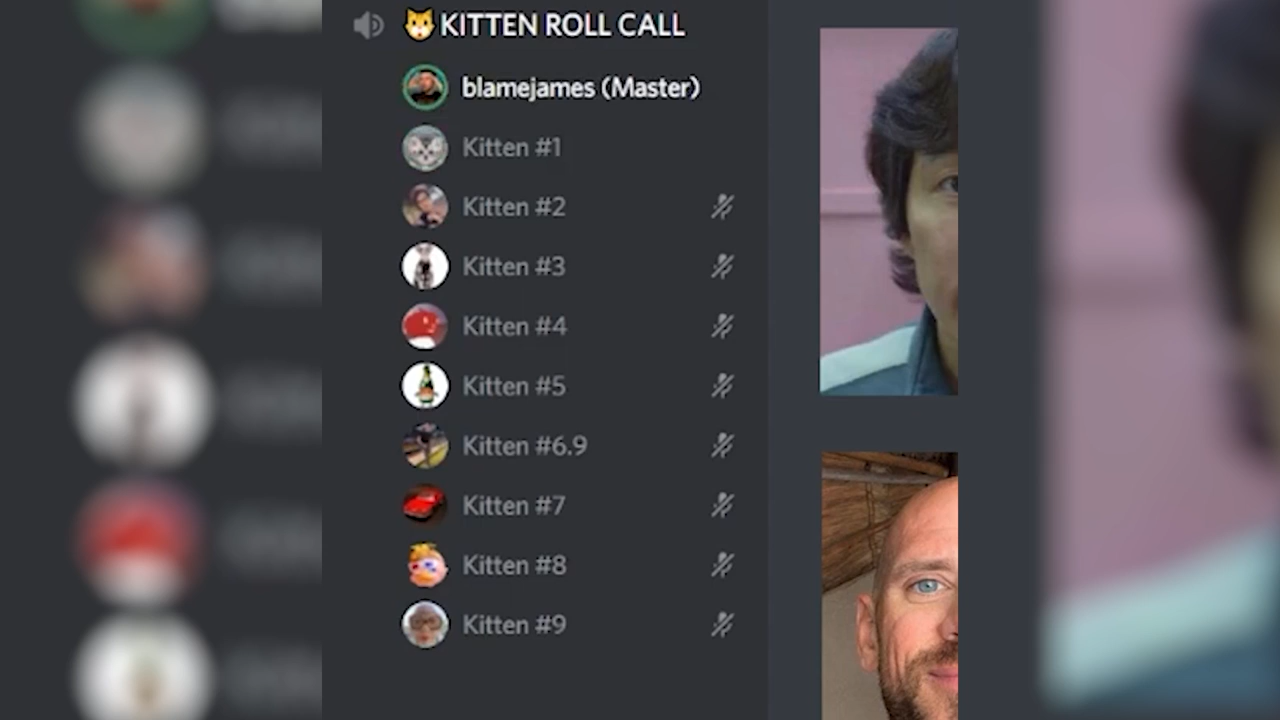 KITTEN ROLL CALL
blamejames (Master)
Kitten #1
Kitten #2
Kitten #3
Kitten #4
Kitten #5
Kitten #6.9
Kitten #7
Kitten #8
Kitten #9